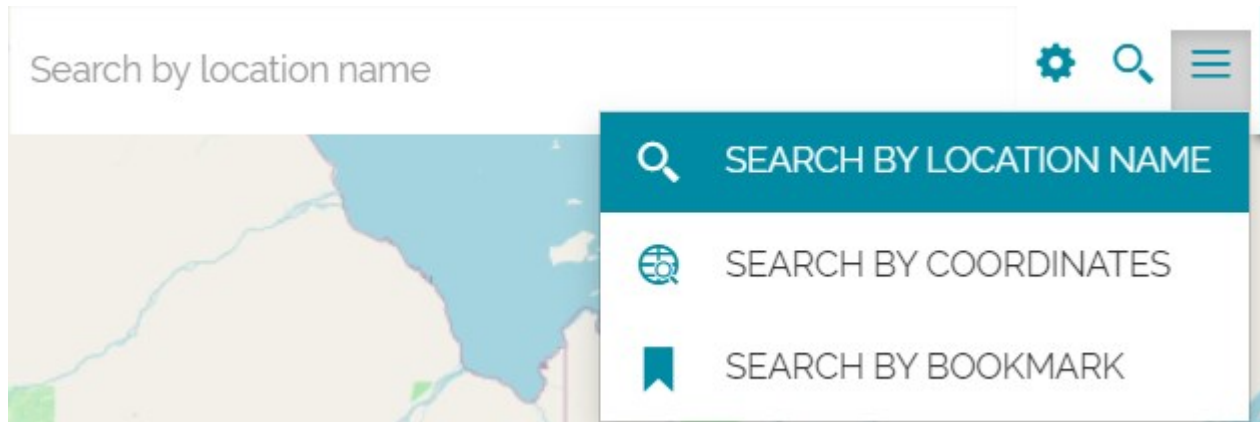 Search by location name
SEARCH BY LOCATION NAME
SEARCH BY COORDINATES
SEARCH BY BOOKMARK